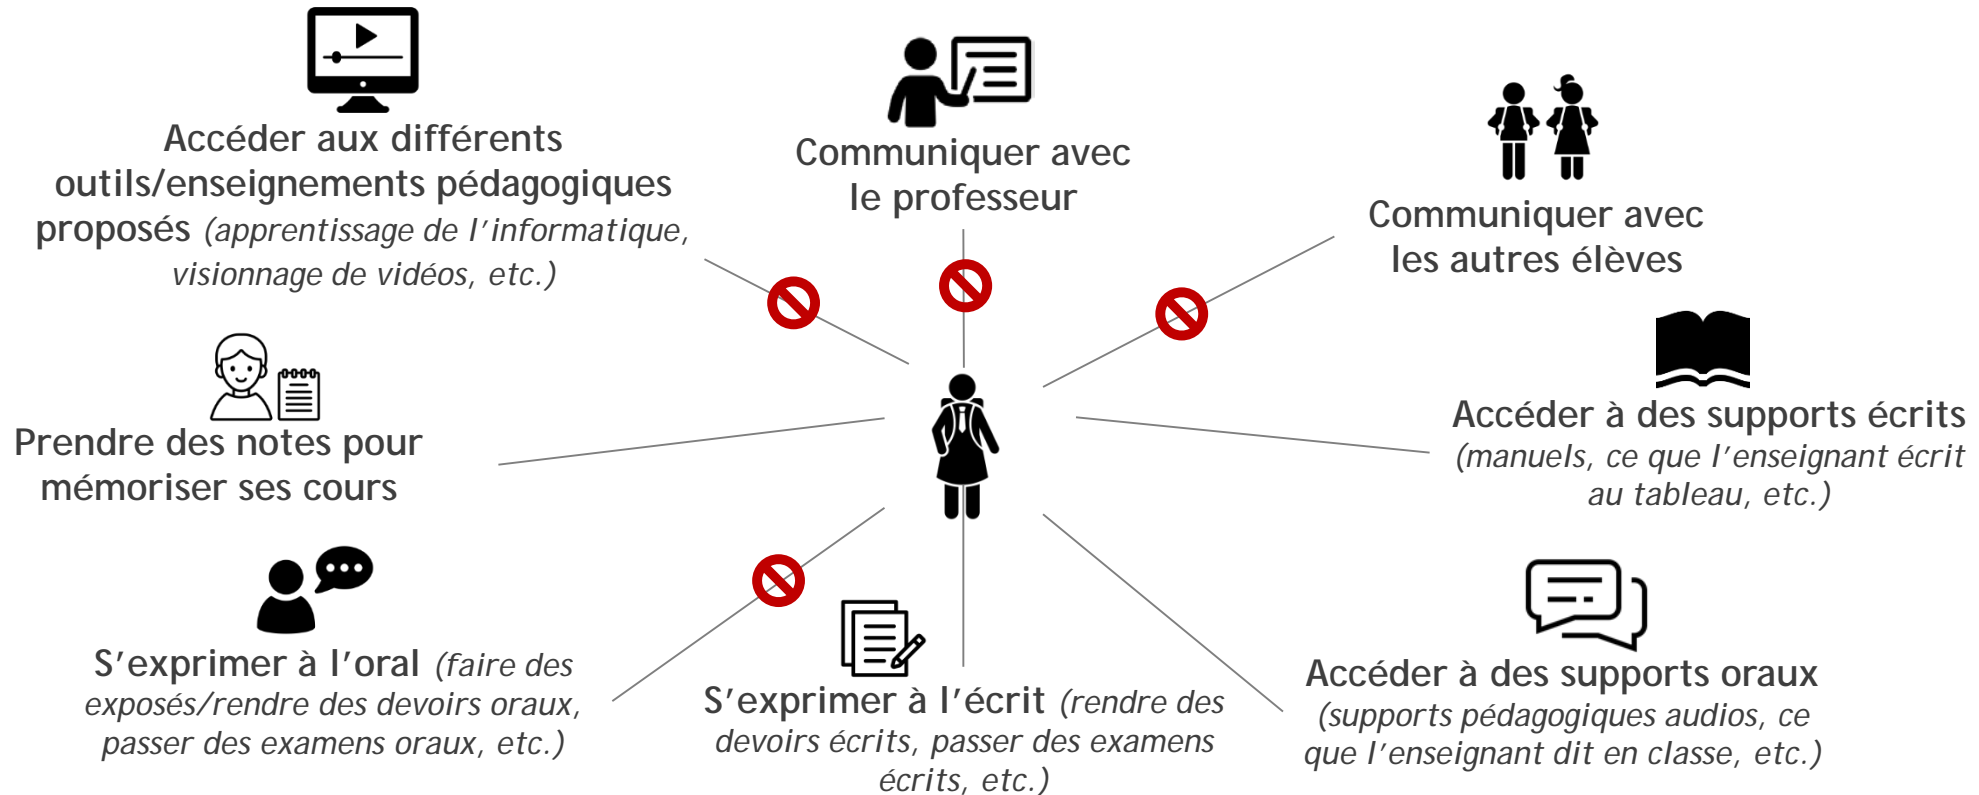 Accéder aux différents
outils/enseignements pédagogiques
proposés (apprentissage de l'informatique,
visionnage de vidéos, etc.)
Communiquer avec
le professeur
Communiquer avec
les autres élèves
Prendre des notes pour
mémoriser ses cours
Accéder à des supports écrits
(manuels, ce que l'enseignant écrit
au tableau, etc.)
S'exprimer à l'oral (faire des
exposés/rendre des devoirs oraux,
passer des examens oraux, etc.)
S'exprimer à l'écrit (rendre des
devoirs écrits, passer des examens
écrits, etc.)
Accéder à des supports oraux
(supports pédagogiques audios, ce
que l'enseignant dit en classe, etc.)